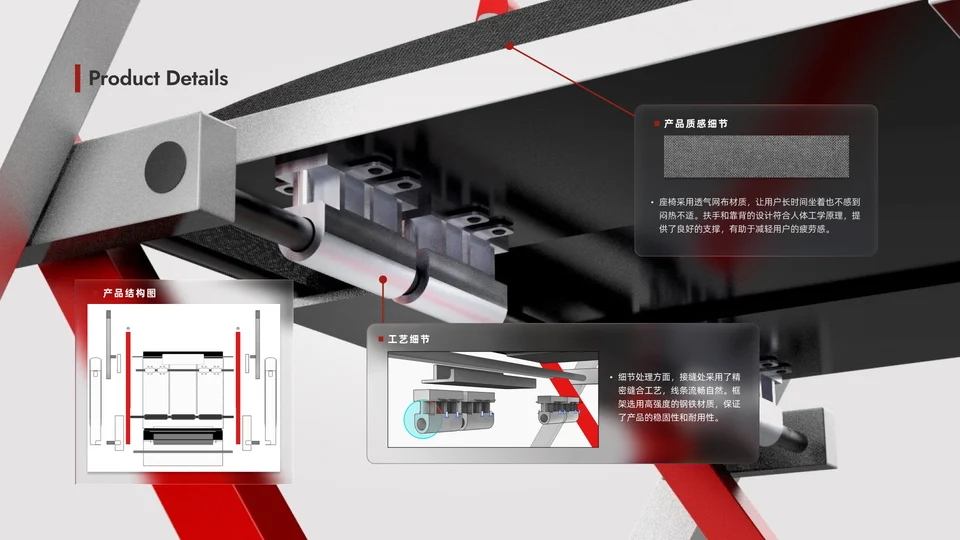 Product Details
产品质感细节
• 座椅采用透气网布材质，让用户长时间坐着也不感到
闷热不适。扶手和靠背的设计符合人体工学原理，提
供了良好的支撑，有助于减轻用户的疲劳感。
产品结构图
工艺细节
• 细节处理方面，接缝处采用了精
密缝合工艺，线条流畅自然。框
架选用高强度的钢铁材质，保证
了产品的稳固性和耐用性。